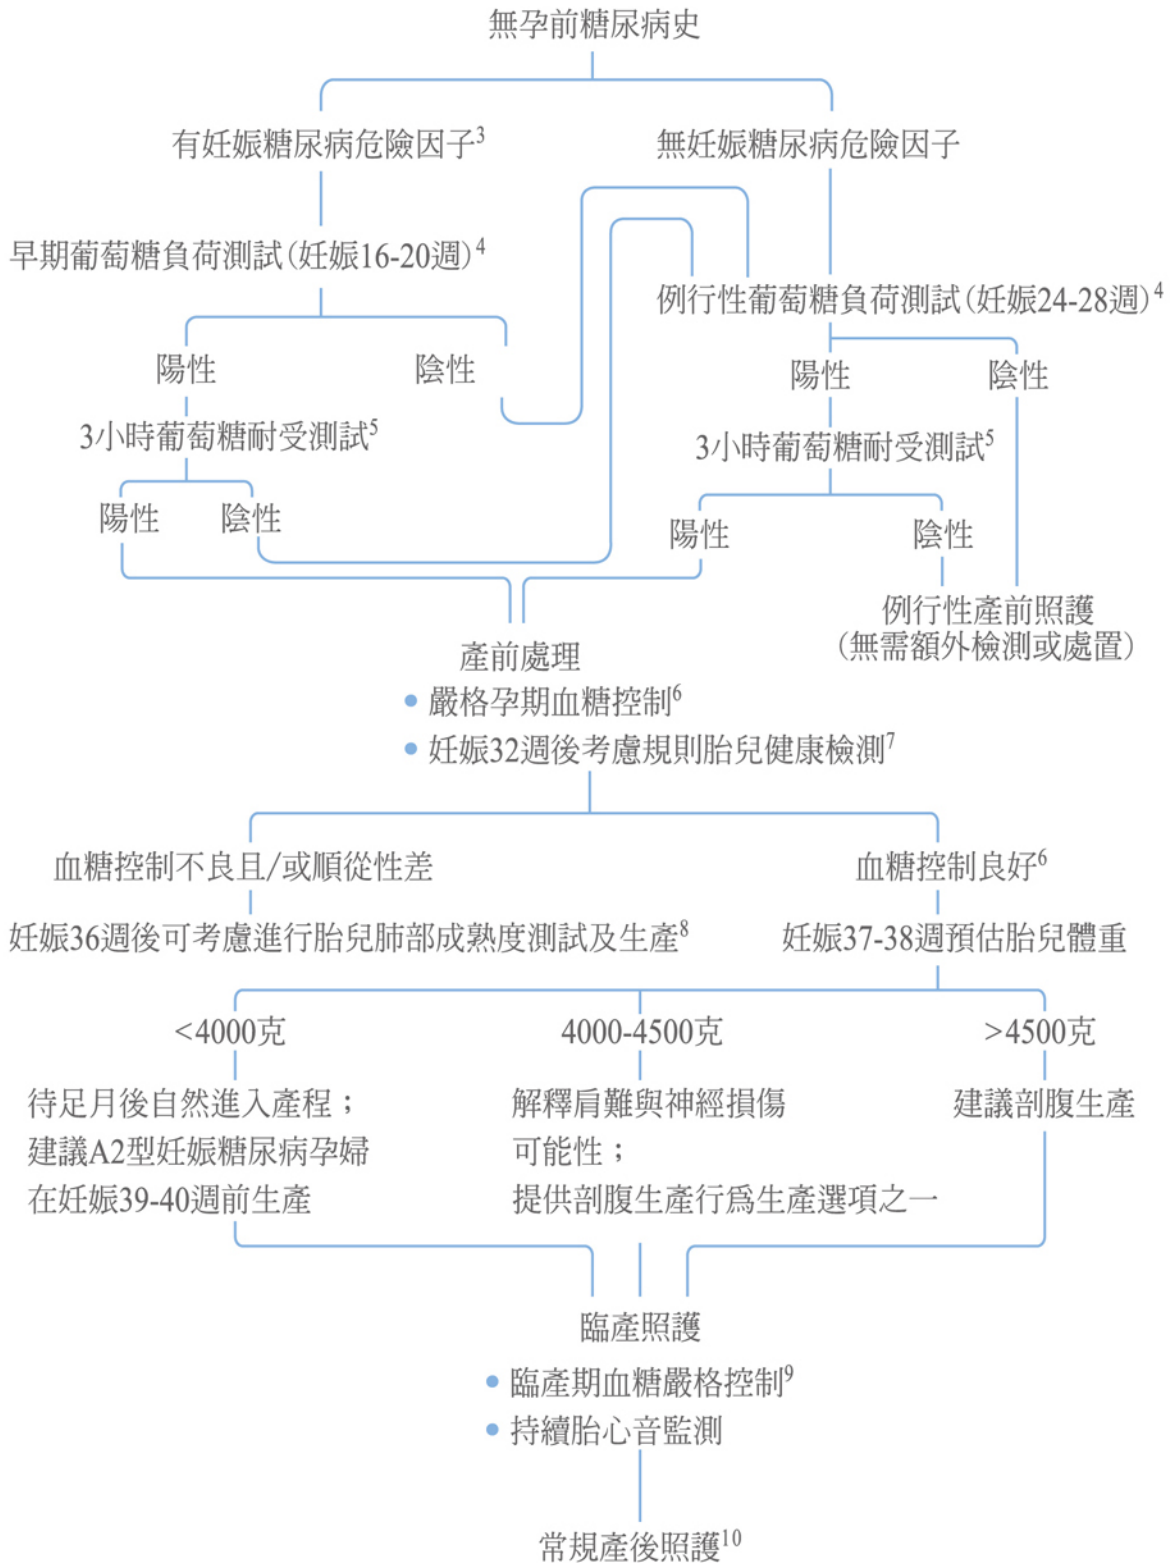 無孕前糖尿病史
有妊娠糖尿病危險因子3
無妊娠糖尿病危險因子
早期葡萄糖負荷測試(妊娠16-20週)4
例行性葡萄糖負荷測試(妊娠24-28週)4
陽性
陰性
陽性
陰性
3小時葡萄糖耐受測試5
3小時葡萄糖耐受測試5
陽性
陰性
陽性
陰性
例行性產前照護
(無需額外檢測或處置)
產前處理
• 嚴格孕期血糖控制6
• 妊娠32週後考慮規則胎兒健康檢測7
血糖控制不良且/或順從性差
血糖控制良好6
妊娠36週後可考慮進行胎兒肺部成熟度測試及生產8
妊娠37-38週預估胎兒體重
<4000克
4000-4500克
>4500克
待足月後自然進入產程；
建議A2型妊娠糖尿病孕婦
在妊娠39-40週前生產
解釋肩難與神經損傷
可能性；
提供剖腹生產行為生產選項之一
建議剖腹生產
臨產照護
• 臨產期血糖嚴格控制9
• 持續胎心音監測
常規產後照護10